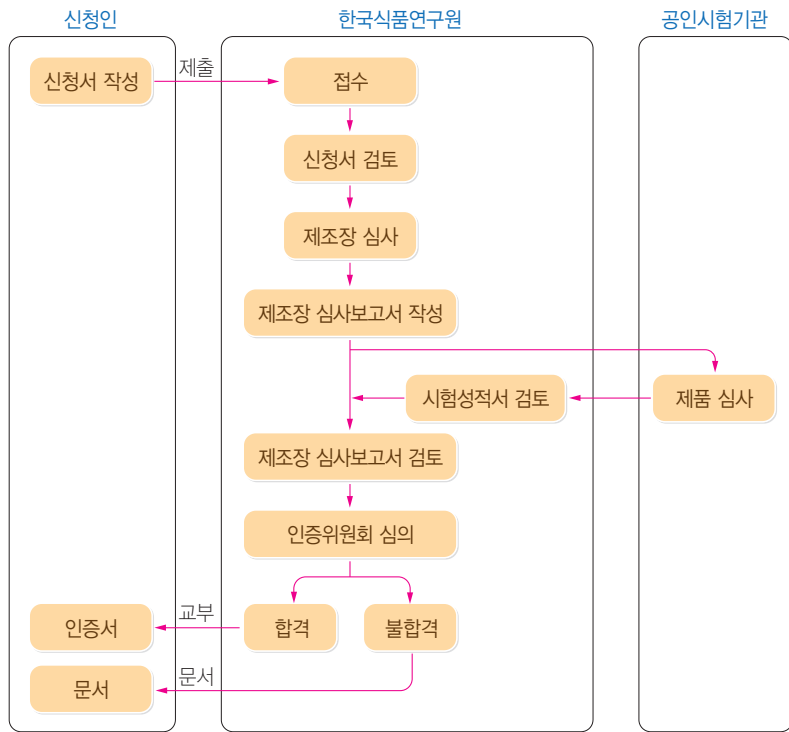 신청인
한국식품연구원
공인시험기관
신청서 작성
제출
접수
신청서 검토
제조장 심사
제조장 심사보고서 작성
시험성적서 검토
제품 심사
제조장 심사보고서 검토
인증위원회 심의
인증서
교부
합격
불합격
문서
문서